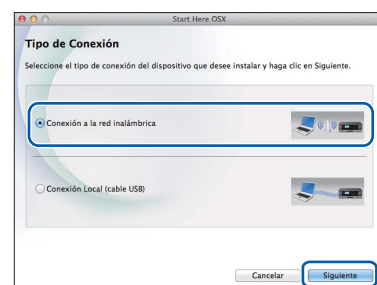 Start Here OSX
Tipo de Conexión
Seleccione el tipo de conexión del dispositivo que desee instalar y haga clic en Siguiente.
Conexión a la red inalámbrica
Conexión Local (cable USB)
Cancelar
Siguiente